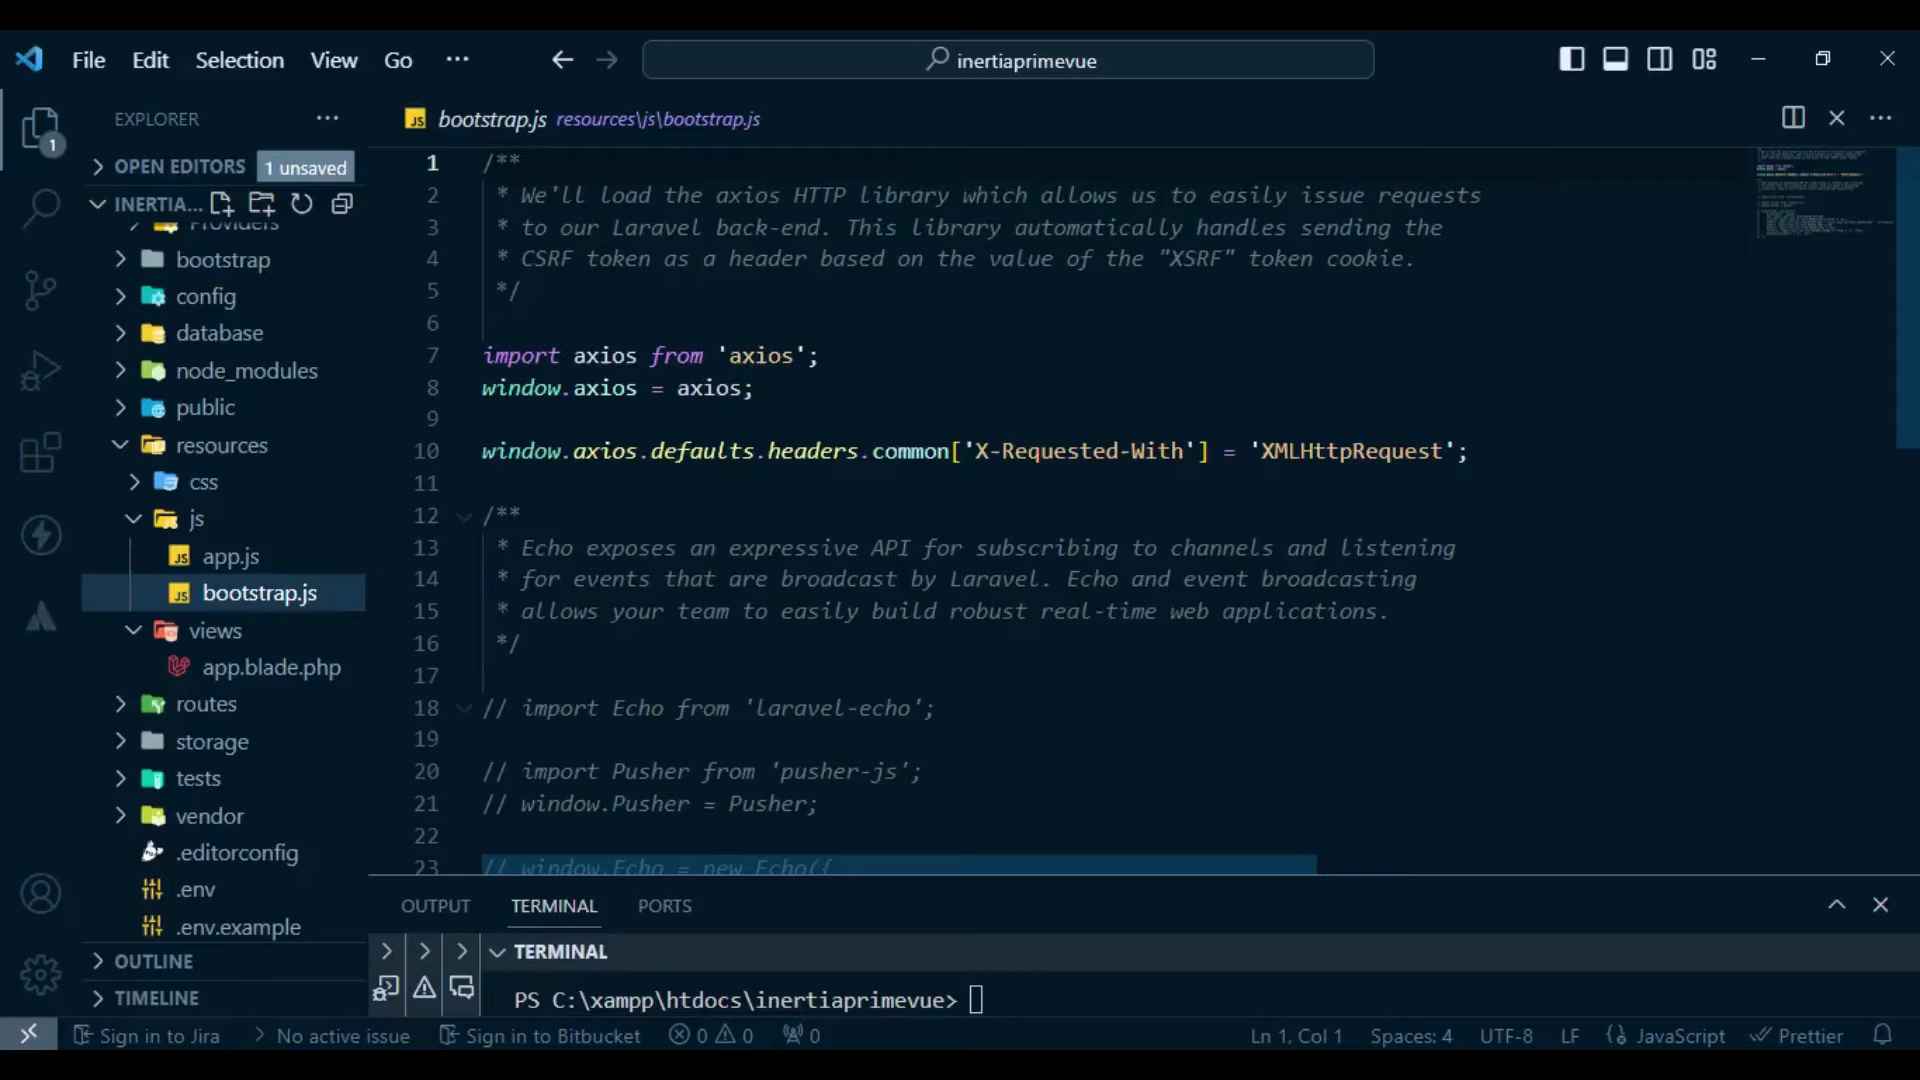 File Edit Selection View Go ··· inertiaprimevue
EXPLORER ···
1
OPEN EDITORS 1 unsaved
INERTIA...
Providers
bootstrap
config
database
node_modules
public
resources
css
js
app.js
bootstrap.js
views
app.blade.php
routes
storage
tests
vendor
.editorconfig
.env
.env.example
OUTLINE
TIMELINE
JS bootstrap.js resources\js\bootstrap.js
1 /**
2 * We'll load the axios HTTP library which allows us to easily issue requests
3 * to our Laravel back-end. This library automatically handles sending the
4 * CSRF token as a header based on the value of the "XSRF" token cookie.
5 */
6
7 import axios from 'axios';
8 window.axios = axios;
9
10 window.axios.defaults.headers.common['X-Requested-With'] = 'XMLHttpRequest';
11
12 /**
13 * Echo exposes an expressive API for subscribing to channels and listening
14 * for events that are broadcast by Laravel. Echo and event broadcasting
15 * allows your team to easily build robust real-time web applications.
16 */
17
18 // import Echo from 'laravel-echo';
19
20 // import Pusher from 'pusher-js';
21 // window.Pusher = Pusher;
22
23 // window.Echo = new Echo({
OUTPUT TERMINAL PORTS
TERMINAL
PS C:\xampp\htdocs\inertiaprimevue>
Sign in to Jira No active issue Sign in to Bitbucket 0 0 0 Ln 1, Col 1 Spaces: 4 UTF-8 LF JavaScript Prettier